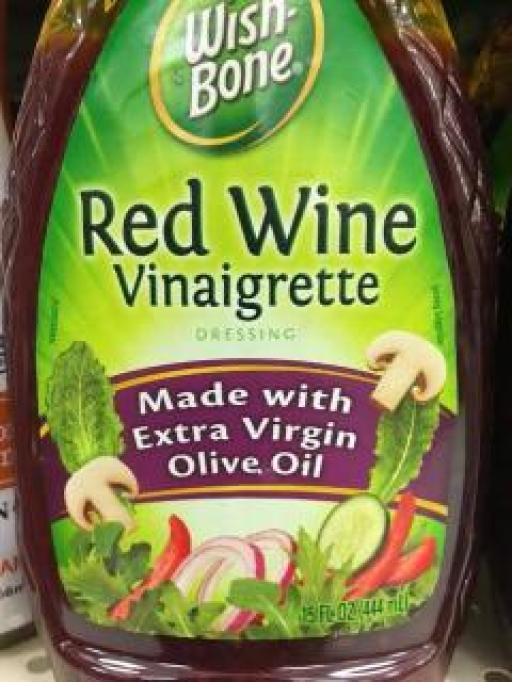 Wish-
Bone®
Red Wine
Vinaigrette
DRESSING
Made with
Extra Virgin
Olive Oil
15 FL OZ (444 mL)